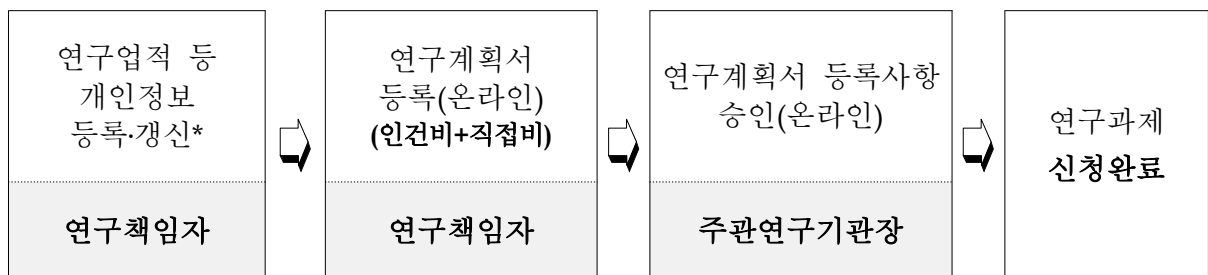 연구업적 등
개인정보
등록·갱신*
연구책임자
연구계획서
등록(온라인)
(인건비+직접비)
연구책임자
연구계획서 등록사항
승인(온라인)
주관연구기관장
연구과제
신청완료